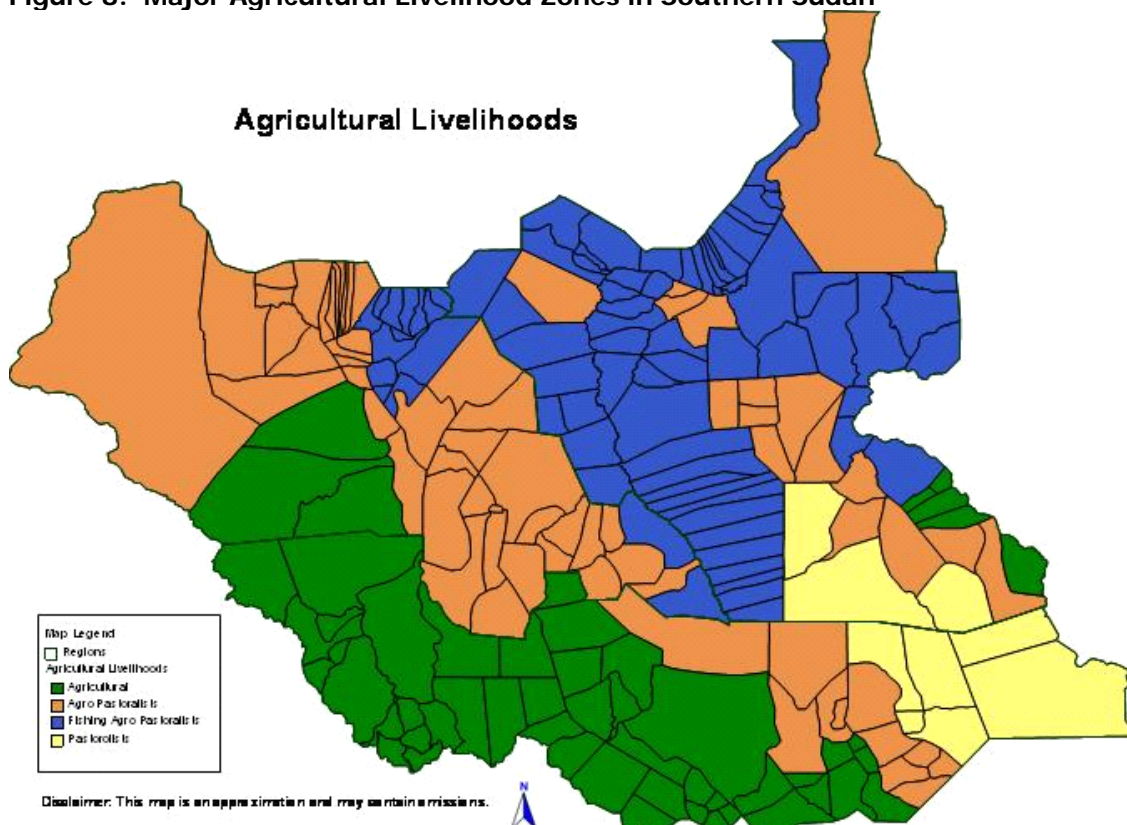 Figure 8: Major Agricultural Livelihood Zones in Southern Sudan
Agricultural Livelihoods
Map Legend
Regions
Agricultural Livelihoods
Agricultural
Agro Pastoralists
Fishing Agro Pastoralists
Pastoralists
Disclaimer: This map is an approximation and may contain omissions.
N